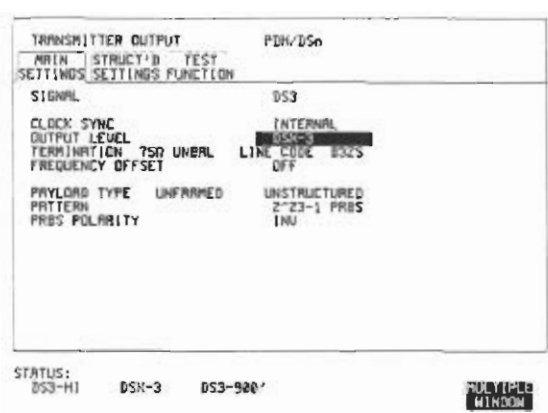 TRANSMITTER OUTPUT PDH/DSn
MAIN STRUCT'D TEST
SETTINGS SETTINGS FUNCTION
SIGNAL DS3
CLOCK SYNC INTERNAL
OUTPUT LEVEL DSX-3
TERMINATION 75Ω UNBAL LINE CODE B3ZS
FREQUENCY OFFSET OFF
PAYLOAD TYPE UNFRAMED UNSTRUCTURED
PATTERN 2^23-1 PRBS
PRBS POLARITY INV
STATUS:
DS3-HI DSX-3 DS3-900'
MULTIPLE
WINDOW